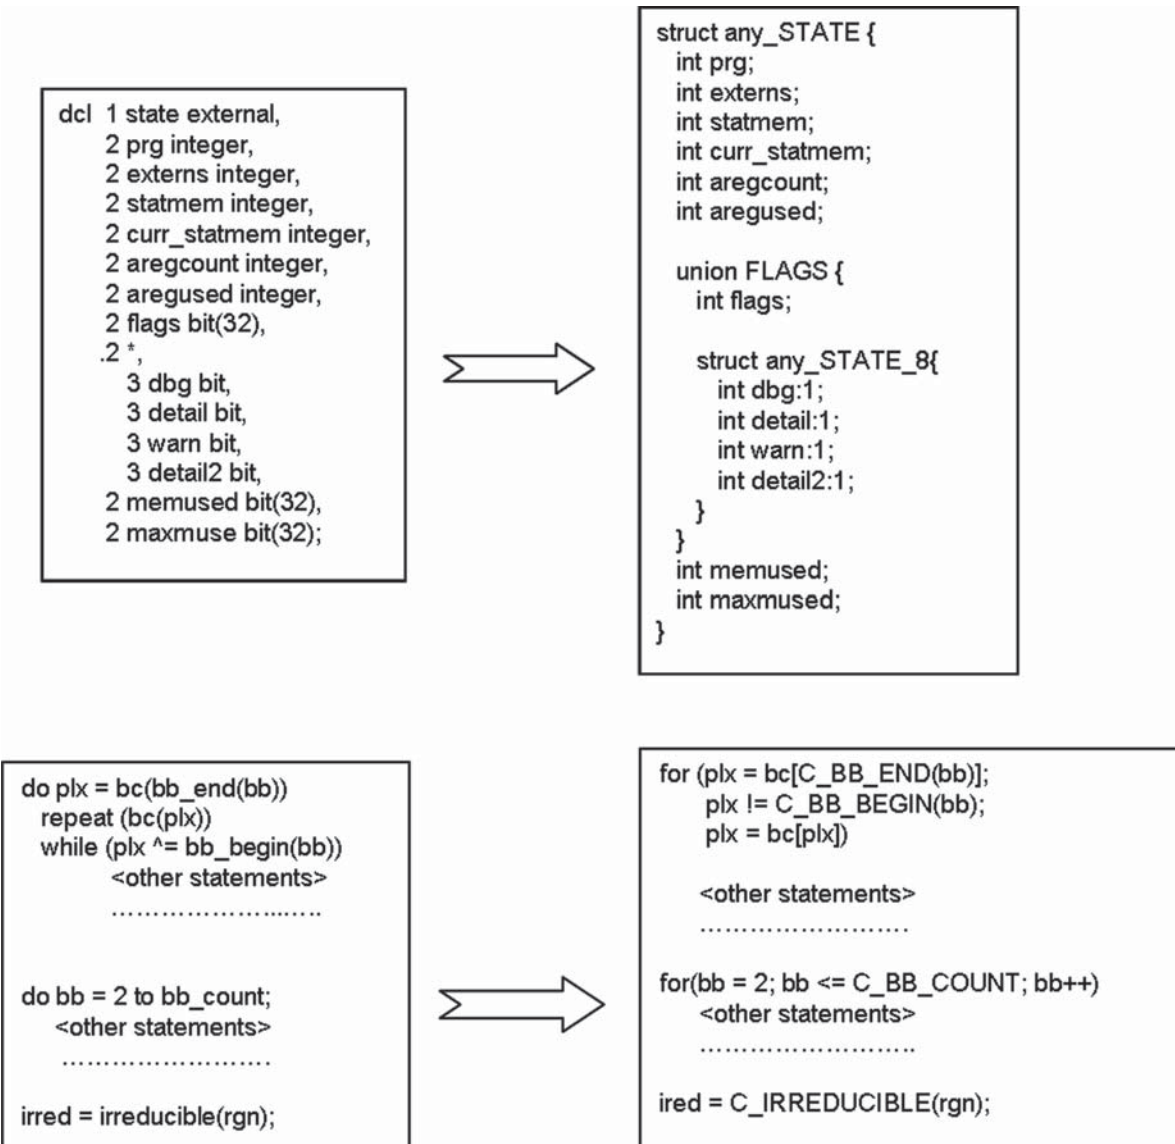 dcl 1 state external,
2 prg integer,
2 externs integer,
2 statmem integer,
2 curr_statmem integer,
2 aregcount integer,
2 aregused integer,
2 flags bit(32),
.2 *,
3 dbg bit,
3 detail bit,
3 warn bit,
3 detail2 bit,
2 memused bit(32),
2 maxmuse bit(32);
struct any_STATE {
int prg;
int externs;
int statmem;
int curr_statmem;
int aregcount;
int aregused;
union FLAGS {
int flags;
struct any_STATE_8{
int dbg:1;
int detail:1;
int warn:1;
int detail2:1;
}
}
int memused;
int maxmused;
}
do plx = bc(bb_end(bb))
repeat (bc(plx))
while (plx ^= bb_begin(bb))
<other statements>
…………………....…..
do bb = 2 to bb_count;
<other statements>
…………………….
irred = irreducible(rgn);
for (plx = bc[C_BB_END(bb)];
plx != C_BB_BEGIN(bb);
plx = bc[plx])
<other statements>
…………………….
for(bb = 2; bb <= C_BB_COUNT; bb++)
<other statements>
……………………..
ired = C_IRREDUCIBLE(rgn);